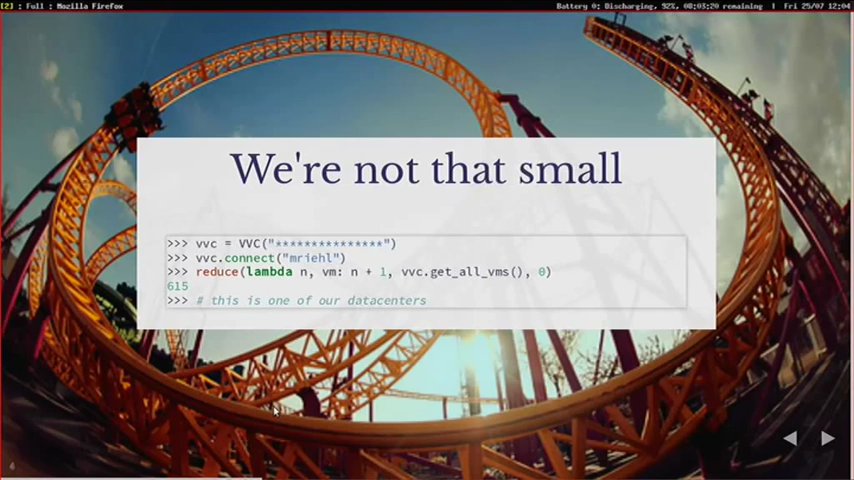 [2] : Full : Mozilla Firefox
Battery 0: Discharging, 92%, 08:03:20 remaining | Fri 25/07 12:04
We're not that small
>>> vvc = VVC("***************")
>>> vvc.connect("mriehl")
>>> reduce(lambda n, vm: n + 1, vvc.get_all_vms(), 0)
615
>>> # this is one of our datacenters